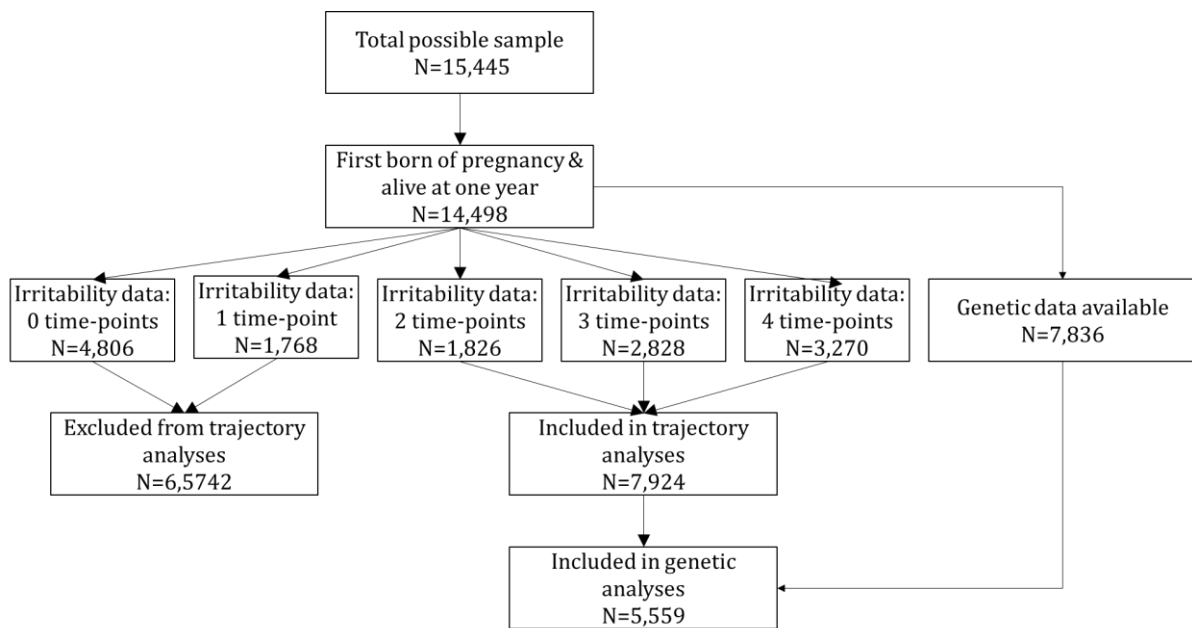 Total possible sample
N=15,445
First born of pregnancy &
alive at one year
N=14,498
Irritability data:
0 time-points
N=4,806
Irritability data:
1 time-point
N=1,768
Irritability data:
2 time-points
N=1,826
Irritability data:
3 time-points
N=2,828
Irritability data:
4 time-points
N=3,270
Genetic data available
N=7,836
Excluded from trajectory
analyses
N=6,5742
Included in trajectory
analyses
N=7,924
Included in genetic
analyses
N=5,559